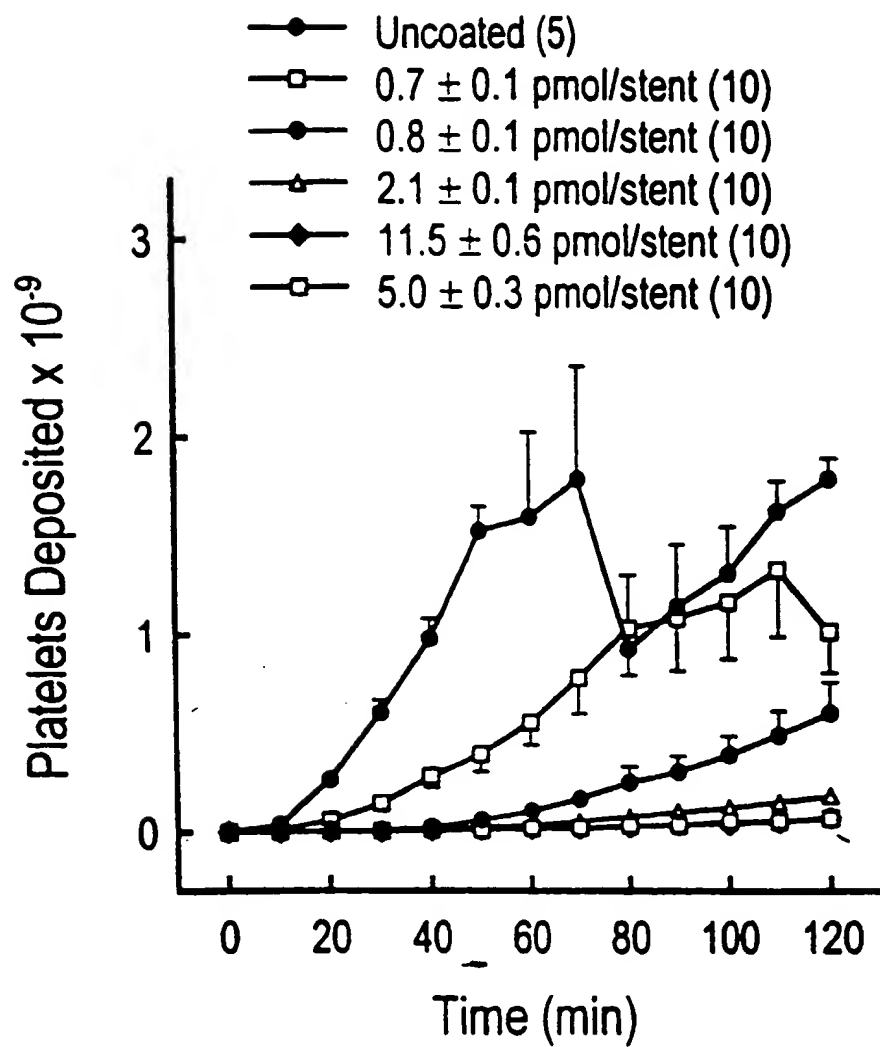 Uncoated (5)
0.7 ± 0.1 pmol/stent (10)
0.8 ± 0.1 pmol/stent (10)
2.1 ± 0.1 pmol/stent (10)
11.5 ± 0.6 pmol/stent (10)
5.0 ± 0.3 pmol/stent (10)
Platelets Deposited x 10⁻⁹
3
2
1
0
0 20 40 60 80 100 120
Time (min)